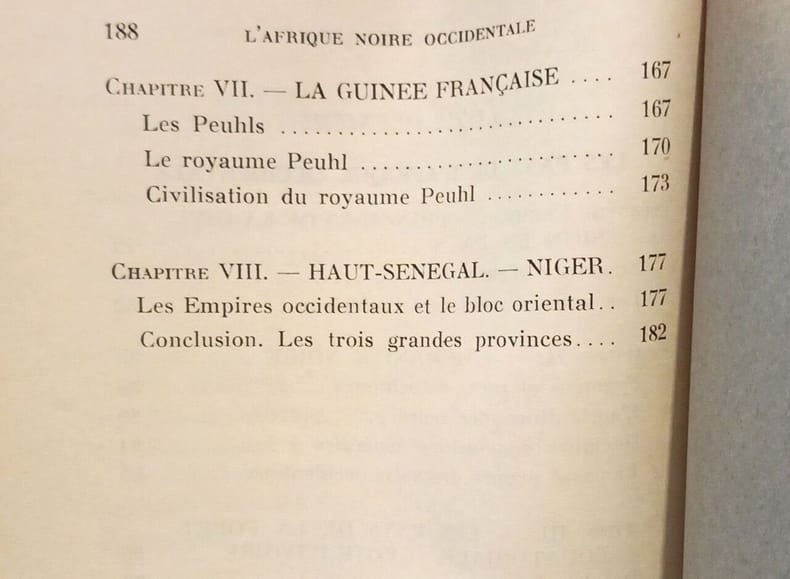 188 L'AFRIQUE NOIRE OCCIDENTALE
CHAPITRE VII. — LA GUINEE FRANÇAISE .... 167
Les Peuhls .............................. 167
Le royaume Peuhl ....................... 170
Civilisation du royaume Peuhl ............ 173
CHAPITRE VIII. — HAUT-SENEGAL. — NIGER. 177
Les Empires occidentaux et le bloc oriental.. 177
Conclusion. Les trois grandes provinces.... 182